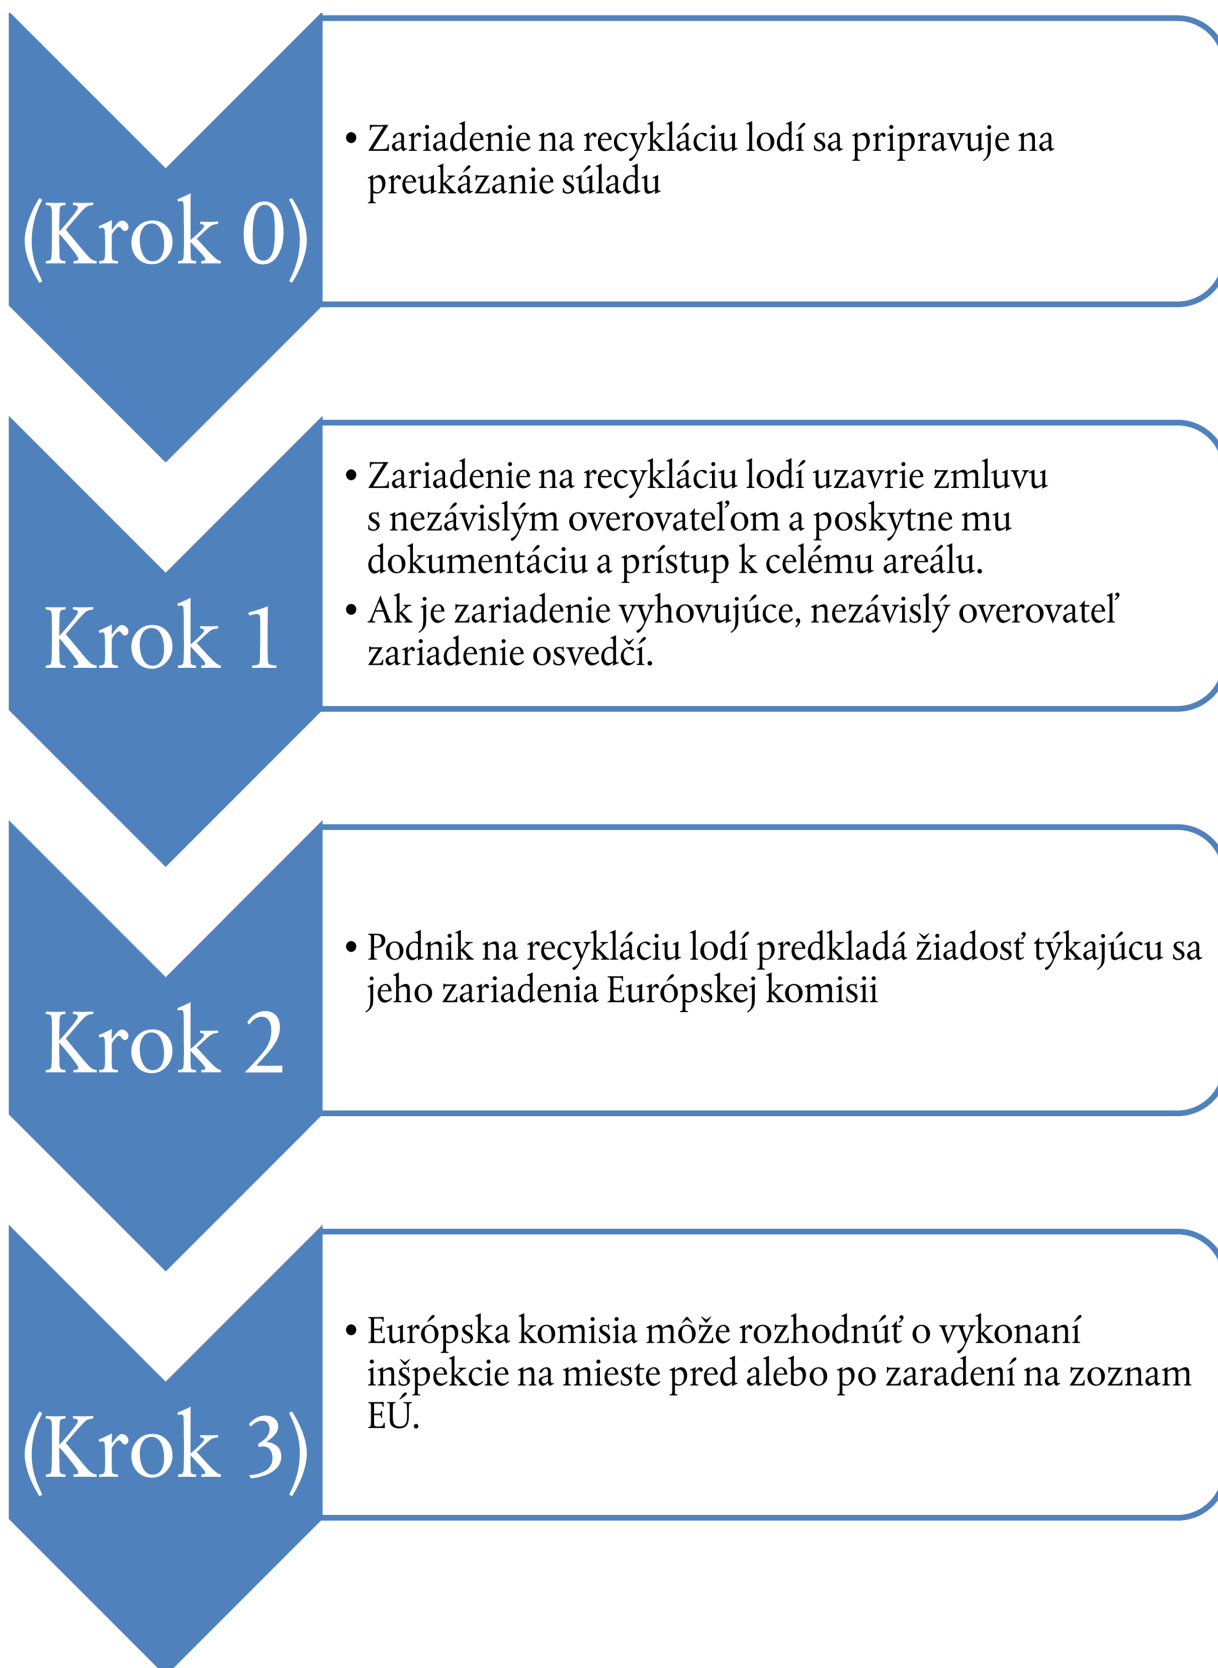 (Krok 0)
• Zariadenie na recykláciu lodí sa pripravuje na
preukázanie súladu
Krok 1
• Zariadenie na recykláciu lodí uzavrie zmluvu
s nezávislým overovateľom a poskytne mu
dokumentáciu a prístup k celému areálu.
• Ak je zariadenie vyhovujúce, nezávislý overovateľ
zariadenie osvedčí.
Krok 2
• Podnik na recykláciu lodí predkladá žiadosť týkajúcu sa
jeho zariadenia Európskej komisii
(Krok 3)
• Európska komisia môže rozhodnúť o vykonaní
inšpekcie na mieste pred alebo po zaradení na zoznam
EÚ.